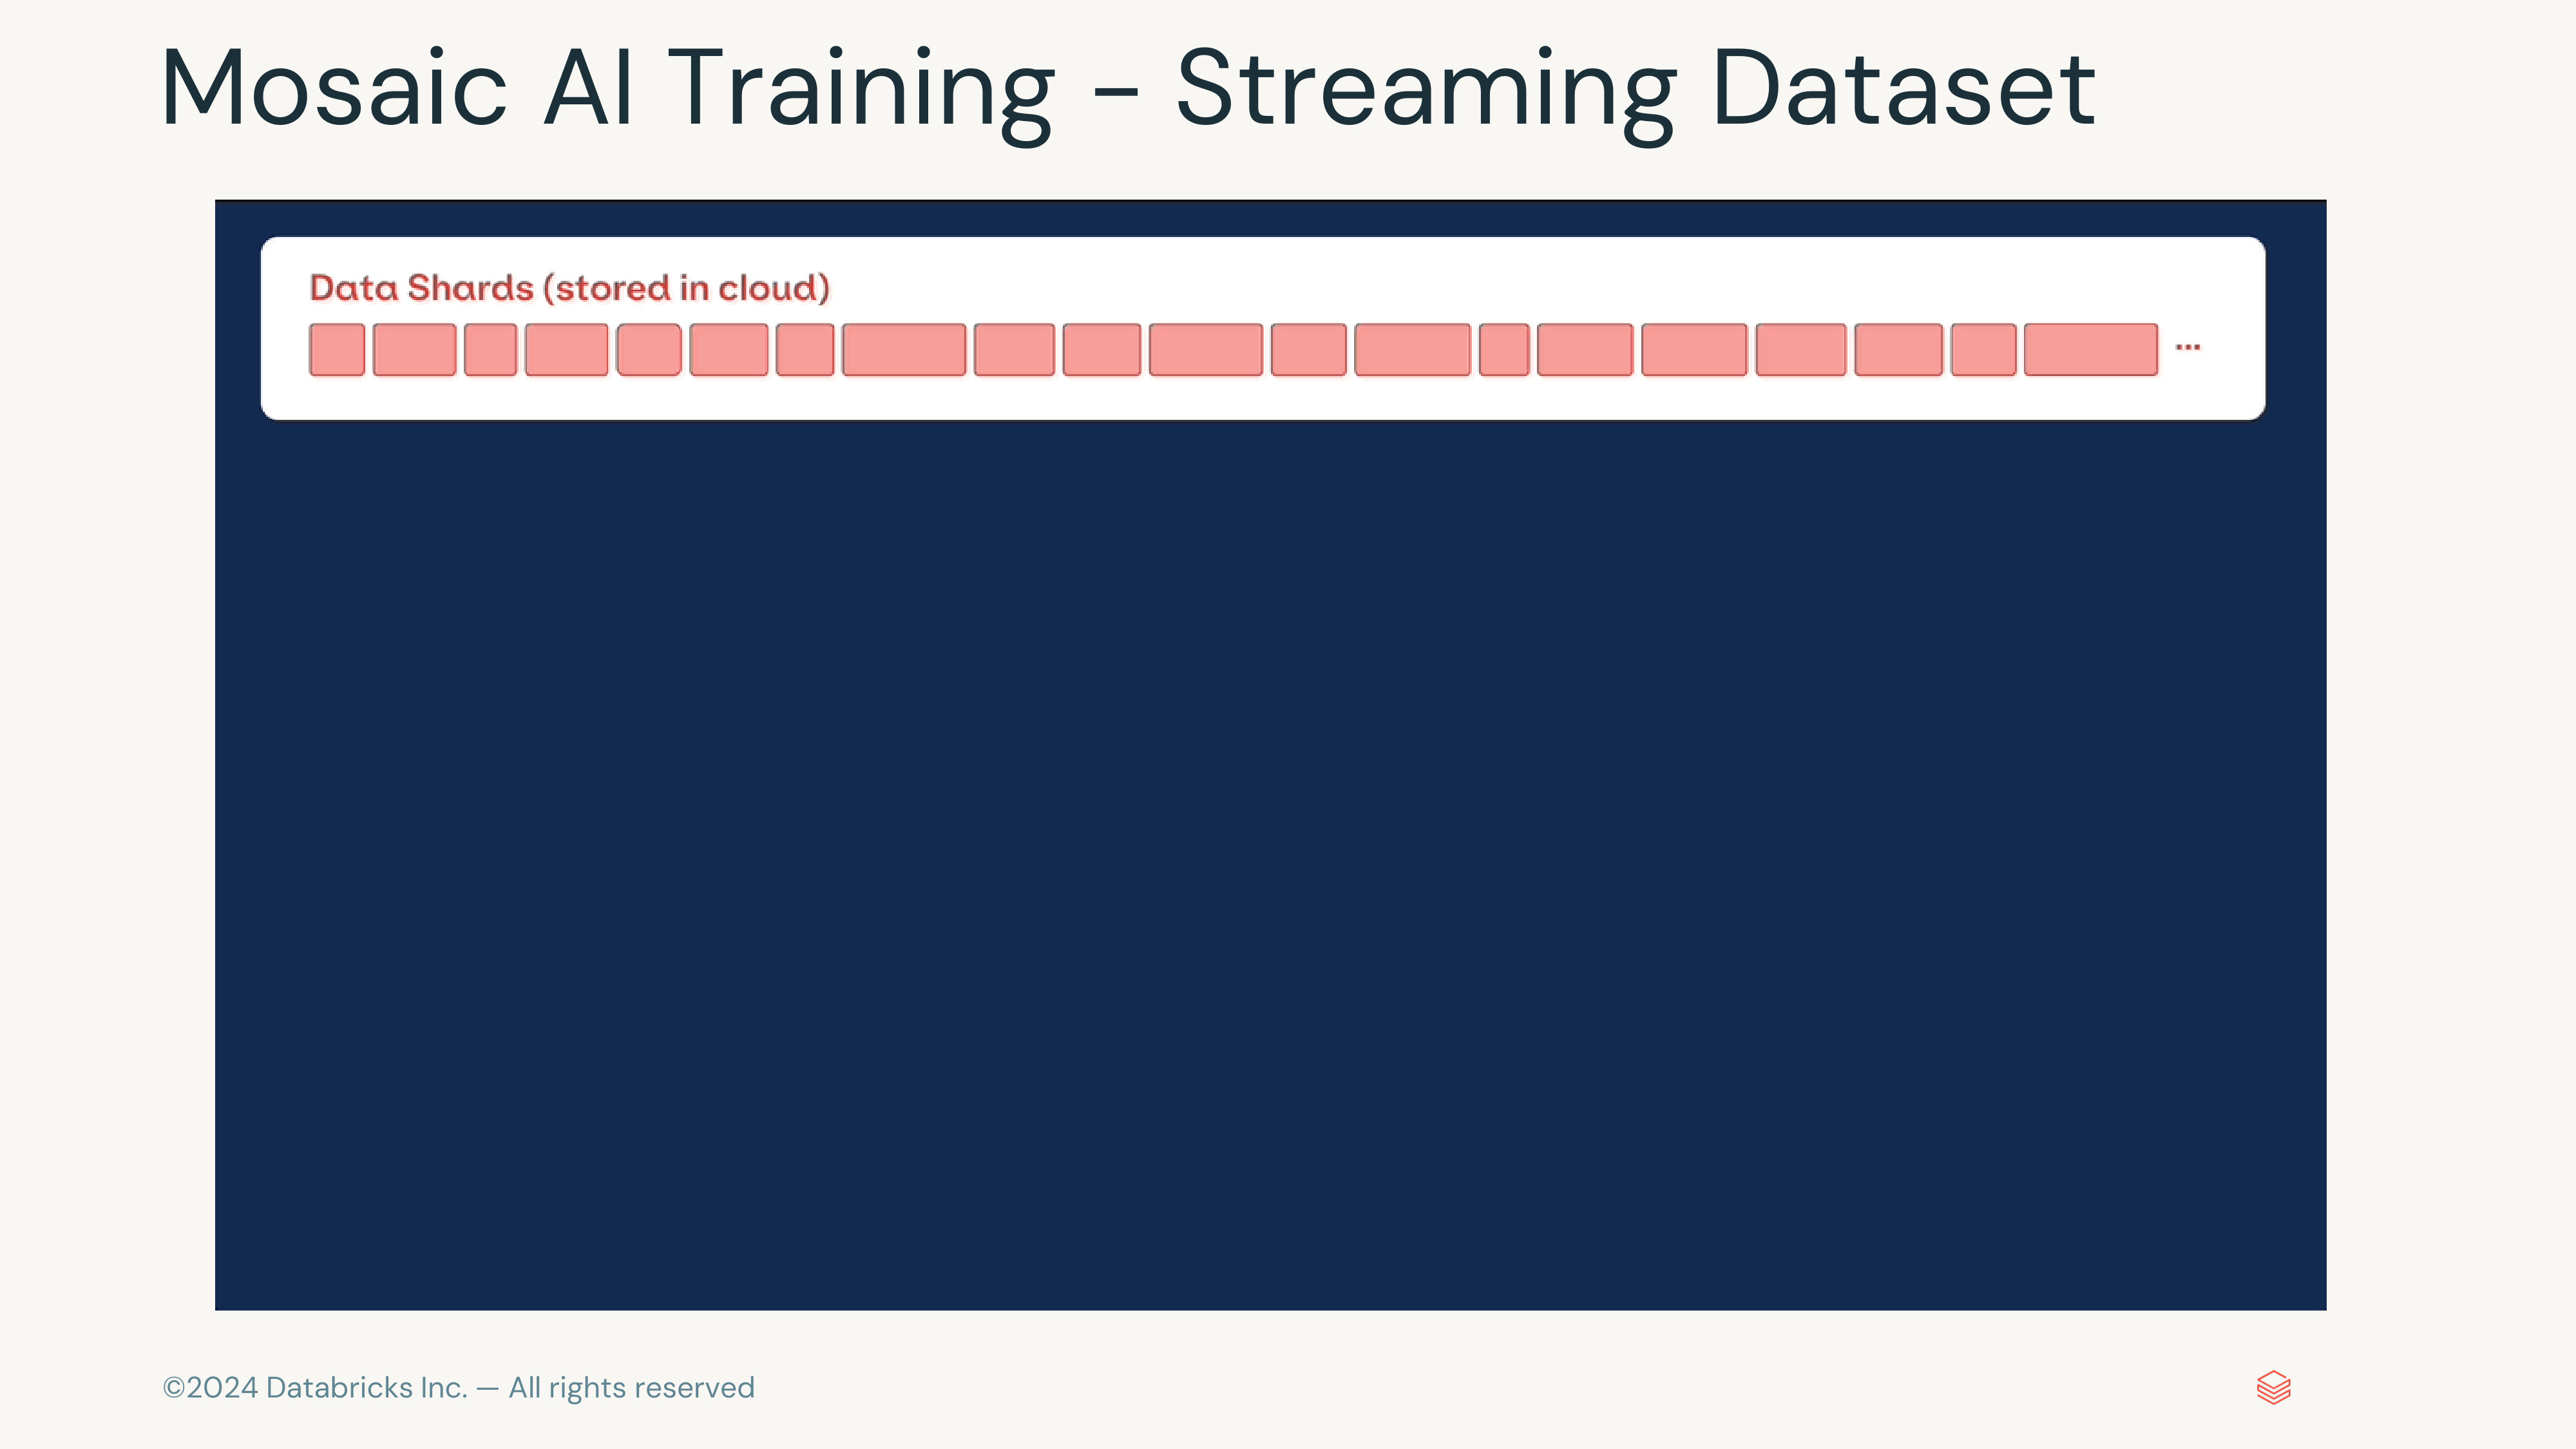 Mosaic AI Training - Streaming Dataset
Data Shards (stored in cloud)
...
©2024 Databricks Inc. — All rights reserved